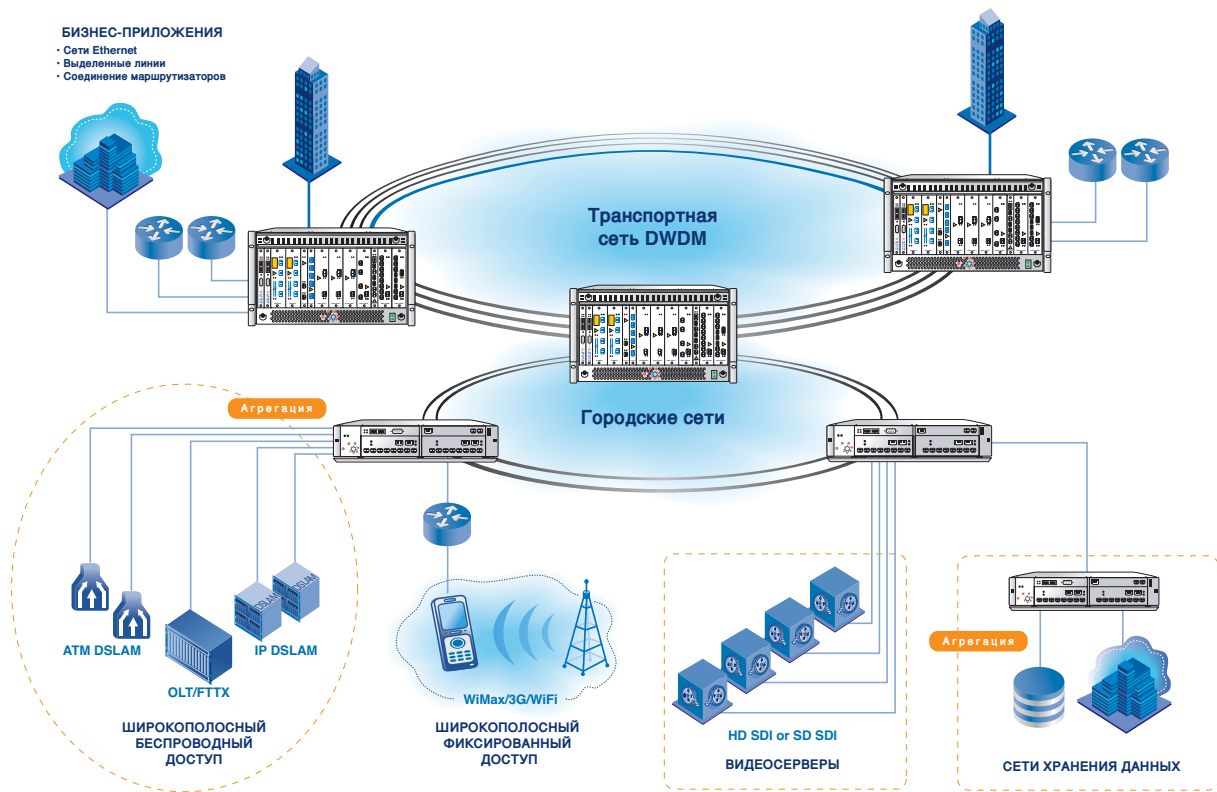 БИЗНЕС-ПРИЛОЖЕНИЯ
• Сети Ethernet
• Выделенные линии
• Соединение маршрутизаторов
Транспортная
сеть DWDM
Городские сети
Агрегация
ATM DSLAM
OLT/FTTX
DSLAM
DSLAM
IP DSLAM
ШИРОКОПОЛОСНЫЙ
БЕСПРОВОДНЫЙ
ДОСТУП
WiMax/3G/WiFi
ШИРОКОПОЛОСНЫЙ
ФИКСИРОВАННЫЙ
ДОСТУП
HD SDI or SD SDI
ВИДЕОСЕРВЕРЫ
Агрегация
СЕТИ ХРАНЕНИЯ ДАННЫХ